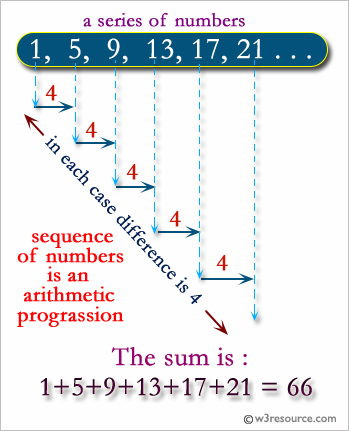 a series of numbers
1, 5, 9, 13, 17, 21 . . .
4
4
4
4
4
in each case difference is 4
sequence
of numbers
is an
arithmetic
prograssion
The sum is :
1+5+9+13+17+21 = 66
© w3resource.com